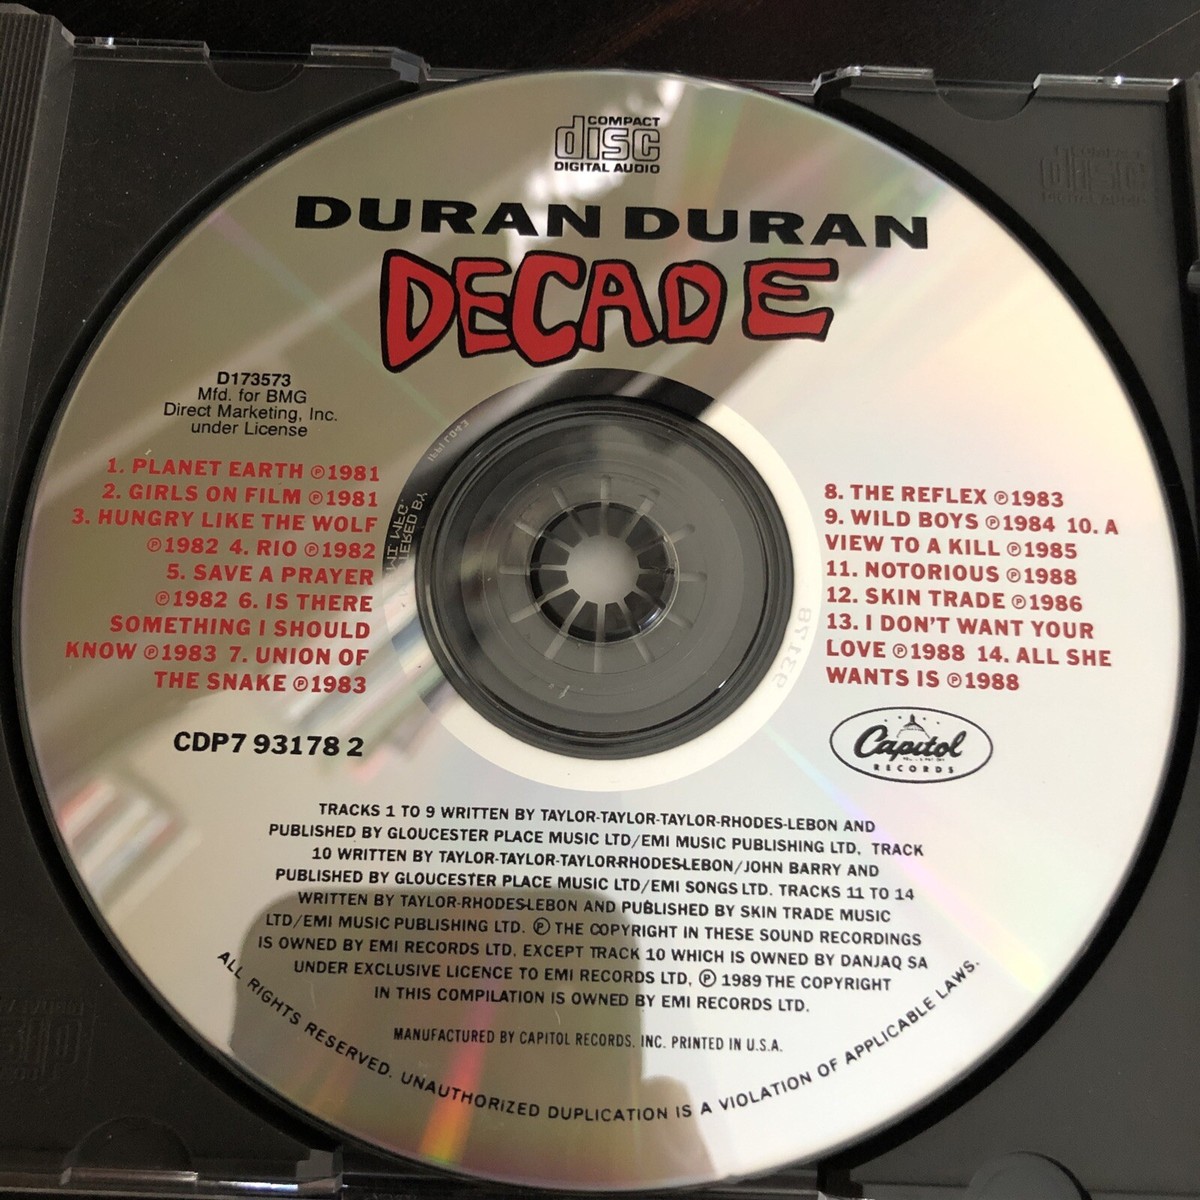 COMPACT
disc
DIGITAL AUDIO
DURAN DURAN
DECADE
D173573
Mfd. for BMG
Direct Marketing, Inc.
under License
1. PLANET EARTH ℗1981
2. GIRLS ON FILM ℗1981
3. HUNGRY LIKE THE WOLF
℗1982 4. RIO ℗1982
5. SAVE A PRAYER
℗1982 6. IS THERE
SOMETHING I SHOULD
KNOW ℗1983 7. UNION OF
THE SNAKE ℗1983
8. THE REFLEX ℗1983
9. WILD BOYS ℗1984 10. A
VIEW TO A KILL ℗1985
11. NOTORIOUS ℗1988
12. SKIN TRADE ℗1986
13. I DON'T WANT YOUR
LOVE ℗1988 14. ALL SHE
WANTS IS ℗1988
CDP7 93178 2
Capitol
RECORDS
93178
TRACKS 1 TO 9 WRITTEN BY TAYLOR-TAYLOR-TAYLOR-RHODES-LEBON AND
PUBLISHED BY GLOUCESTER PLACE MUSIC LTD/EMI MUSIC PUBLISHING LTD, TRACK
10 WRITTEN BY TAYLOR-TAYLOR-TAYLOR-RHODES-LEBON/JOHN BARRY AND
PUBLISHED BY GLOUCESTER PLACE MUSIC LTD/EMI SONGS LTD. TRACKS 11 TO 14
WRITTEN BY TAYLOR-RHODES-LEBON AND PUBLISHED BY SKIN TRADE MUSIC
LTD/EMI MUSIC PUBLISHING LTD. ℗ THE COPYRIGHT IN THESE SOUND RECORDINGS
IS OWNED BY EMI RECORDS LTD, EXCEPT TRACK 10 WHICH IS OWNED BY DANJAQ SA
UNDER EXCLUSIVE LICENCE TO EMI RECORDS LTD, ℗ 1989 THE COPYRIGHT
IN THIS COMPILATION IS OWNED BY EMI RECORDS LTD.
MANUFACTURED BY CAPITOL RECORDS, INC. PRINTED IN U.S.A.
ALL RIGHTS RESERVED. UNAUTHORIZED DUPLICATION IS A VIOLATION OF APPLICABLE LAWS.
COMPACT
disc
DIGITAL AUDIO